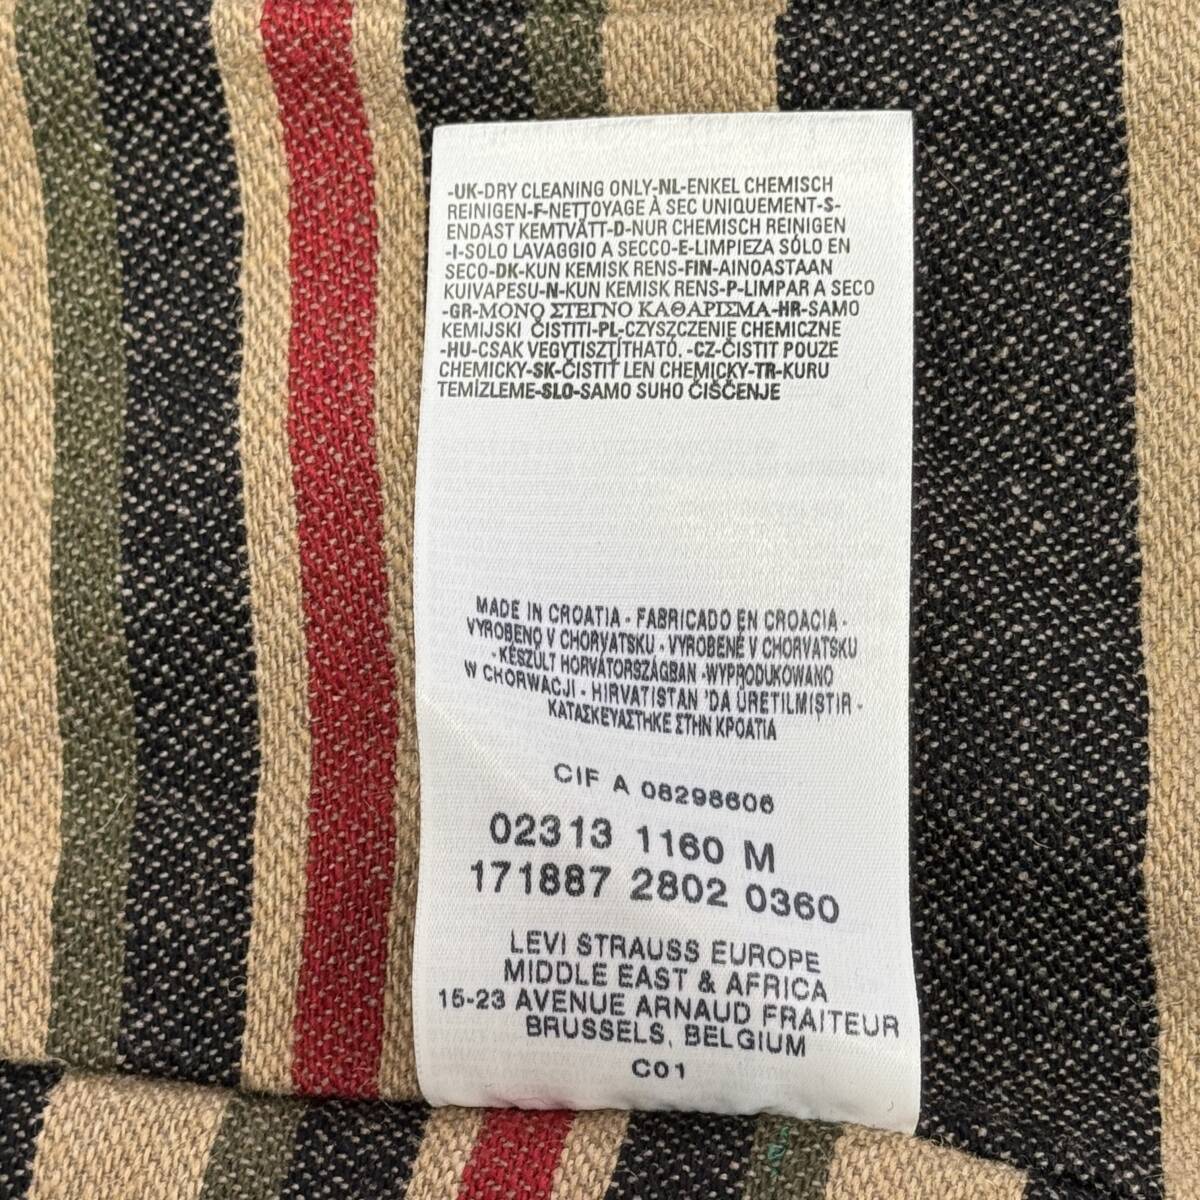 -UK-DRY CLEANING ONLY-NL-ENKEL CHEMISCH
REINIGEN-F-NETTOYAGE À SEC UNIQUEMENT-S-
ENDAST KEMTVÄTT-D-NUR CHEMISCH REINIGEN
-I-SOLO LAVAGGIO A SECCO-E-LIMPIEZA SÓLO EN
SECO-DK-KUN KEMISK RENS-FIN-AINOASTAAN
KUIVAPESU-N-KUN KEMISK RENS-P-LIMPAR A SECO
-GR-ΜΟΝΟ ΣΤΕΓΝΟ ΚΑΘΑΡΙΣΜΑ-HR-SAMO
KEMIJSKI ČISTITI-PL-CZYSZCZENIE CHEMICZNE
-HU-CSAK VEGYTISZTÍTHATÓ. -CZ-ČISTIT POUZE
CHEMICKY-SK-ČISTIŤ LEN CHEMICKY-TR-KURU
TEMİZLEME-SLO-SAMO SUHO ČIŠČENJE
MADE IN CROATIA - FABRICADO EN CROACIA -
VYROBENO V CHORVATSKU - VYROBENÉ V CHORVATSKU
- KÉSZÜLT HORVÁTORSZÁGBAN -WYPRODUKOWANO
W CHORWACJI - HIRVATISTAN 'DA ÜRETILMIŞTIR -
ΚΑΤΑΣΚΕΥΑΣΤΗΚΕ ΣΤΗΝ ΚΡΟΑΤΙΑ
CIF A 08298606
02313 1160 M
171887 2802 0360
LEVI STRAUSS EUROPE
MIDDLE EAST & AFRICA
15-23 AVENUE ARNAUD FRAITEUR
BRUSSELS, BELGIUM
C01